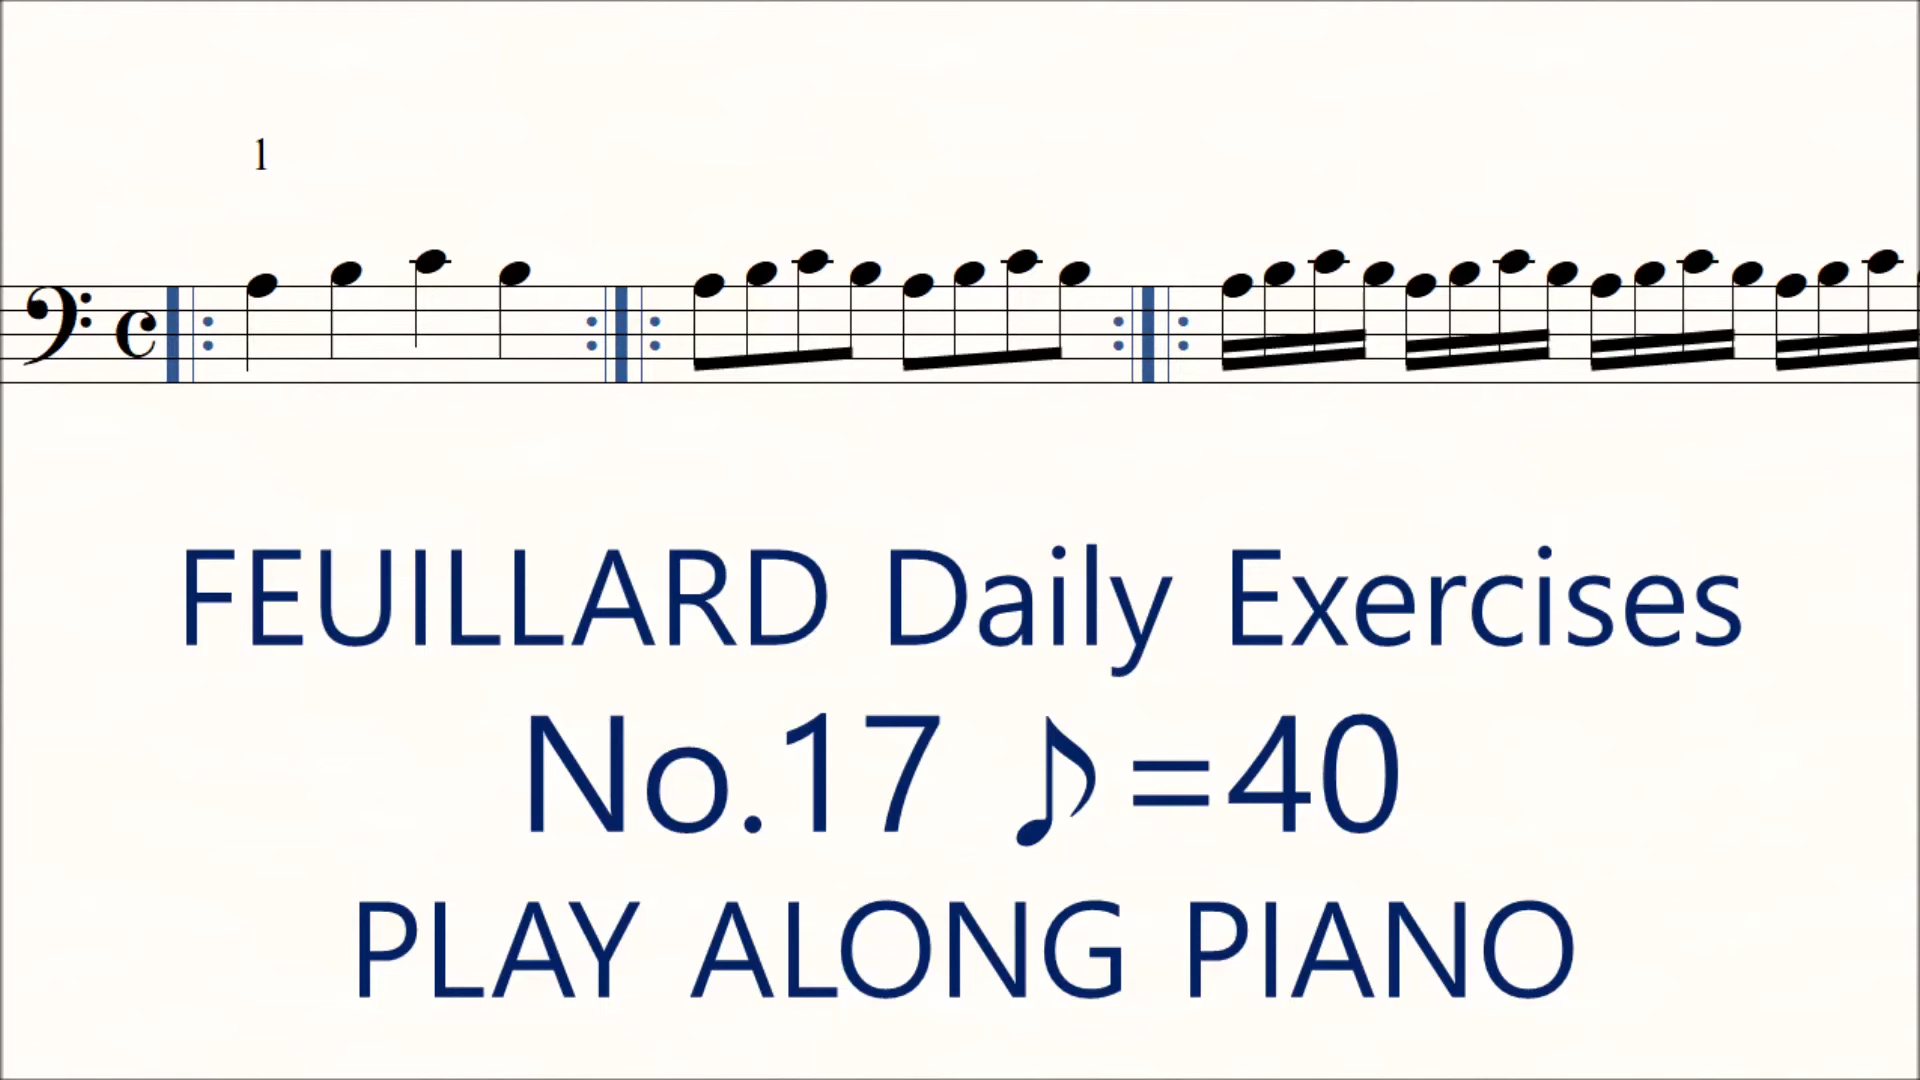 1
FEUILLARD Daily Exercises
No.17 ♪=40
PLAY ALONG PIANO